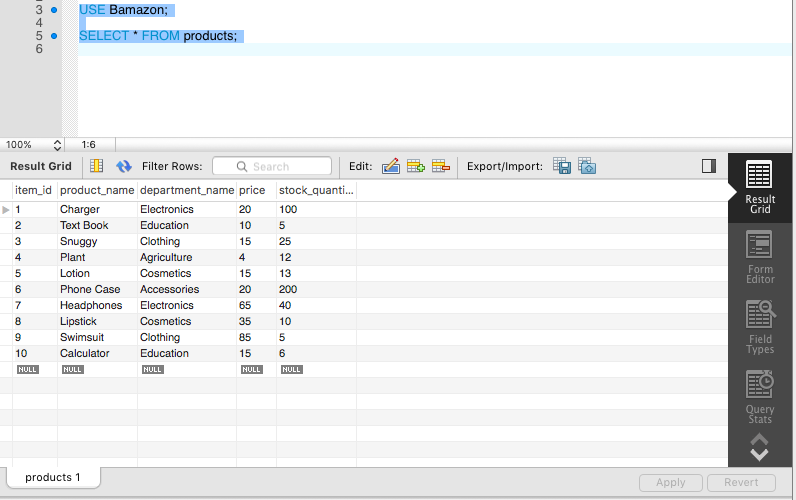 3 USE Bamazon;
4
5 SELECT * FROM products;
6
100% 1:6
Result Grid Filter Rows: Search Edit: Export/Import:
item_id product_name department_name price stock_quanti...
1 Charger Electronics 20 100
2 Text Book Education 10 5
3 Snuggy Clothing 15 25
4 Plant Agriculture 4 12
5 Lotion Cosmetics 15 13
6 Phone Case Accessories 20 200
7 Headphones Electronics 65 40
8 Lipstick Cosmetics 35 10
9 Swimsuit Clothing 85 5
10 Calculator Education 15 6
NULL NULL NULL NULL NULL
Result
Grid
Form
Editor
Field
Types
Query
Stats
products 1
Apply Revert